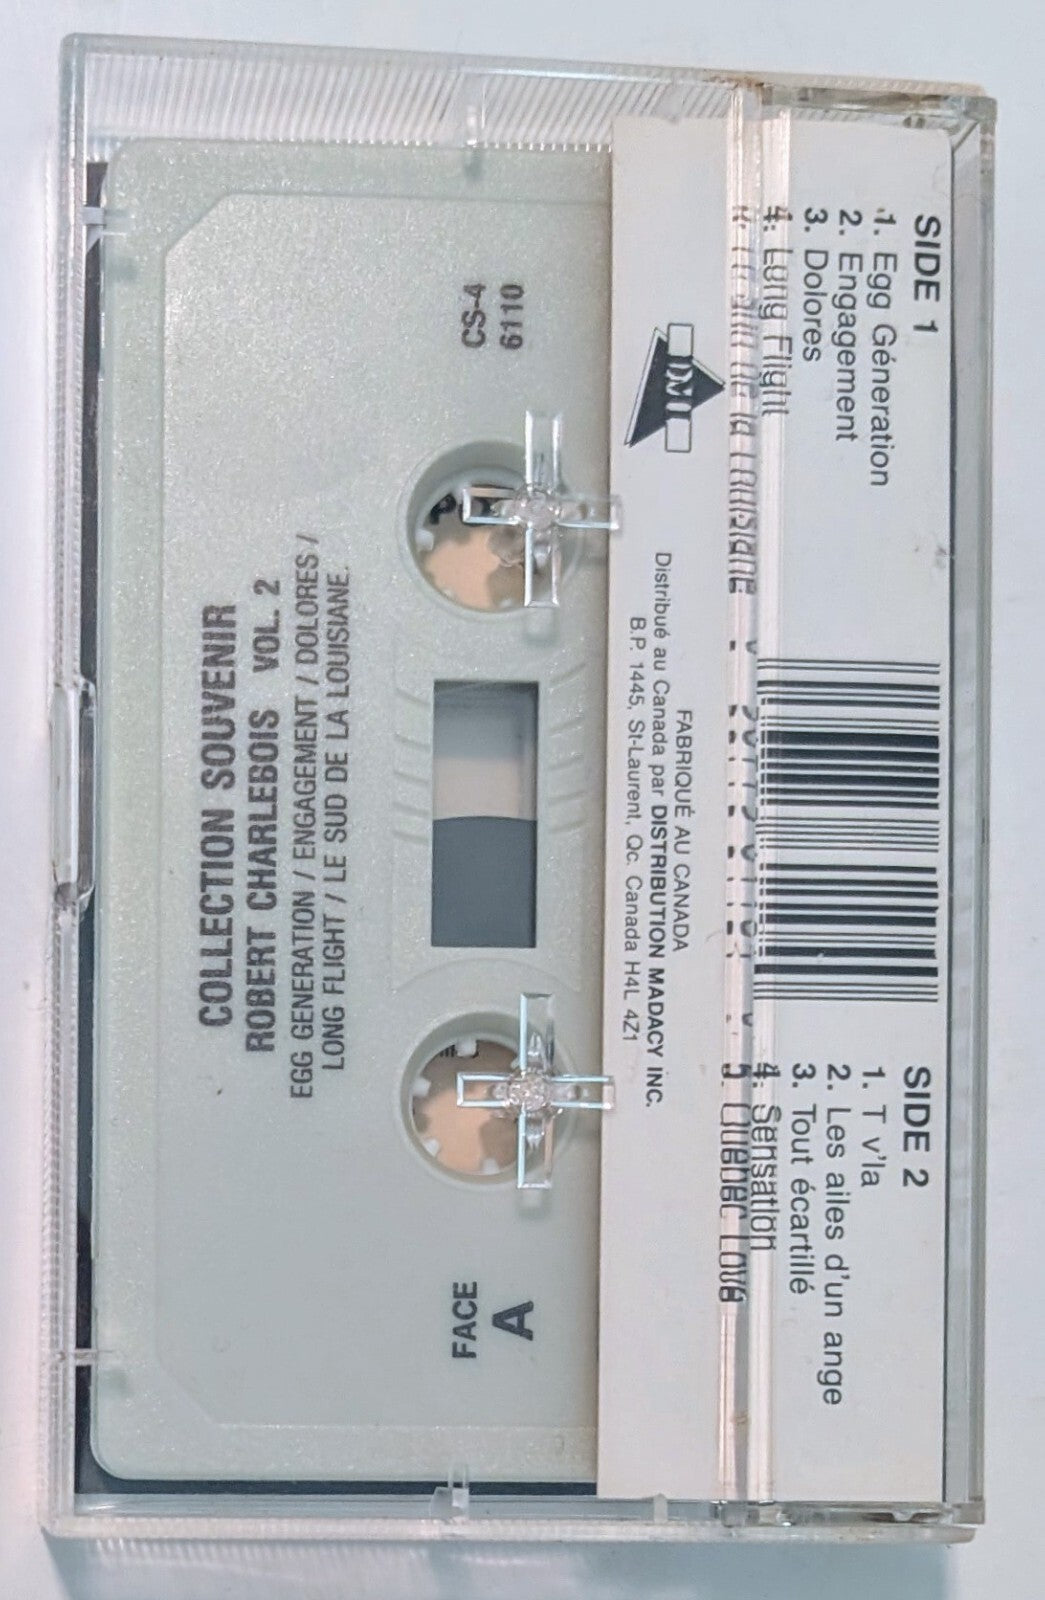 SIDE 1
1. Egg Géneration
2. Engagement
3. Dolores
4. Long Flight
la Louisiane
SIDE 2
1. T v'la
2. Les ailes d'un ange
3. Tout écartillé
4. Sensation
5. Québec Love
DMI
FABRIQUÉ AU CANADA
Distribué au Canada par DISTRIBUTION MADACY INC.
B.P. 1445, St-Laurent, Qc. Canada H4L 4Z1
COLLECTION SOUVENIR
ROBERT CHARLEBOIS VOL. 2
EGG GENERATION / ENGAGEMENT / DOLORES /
LONG FLIGHT / LE SUD DE LA LOUISIANE.
CS-4
6110
FACE
A